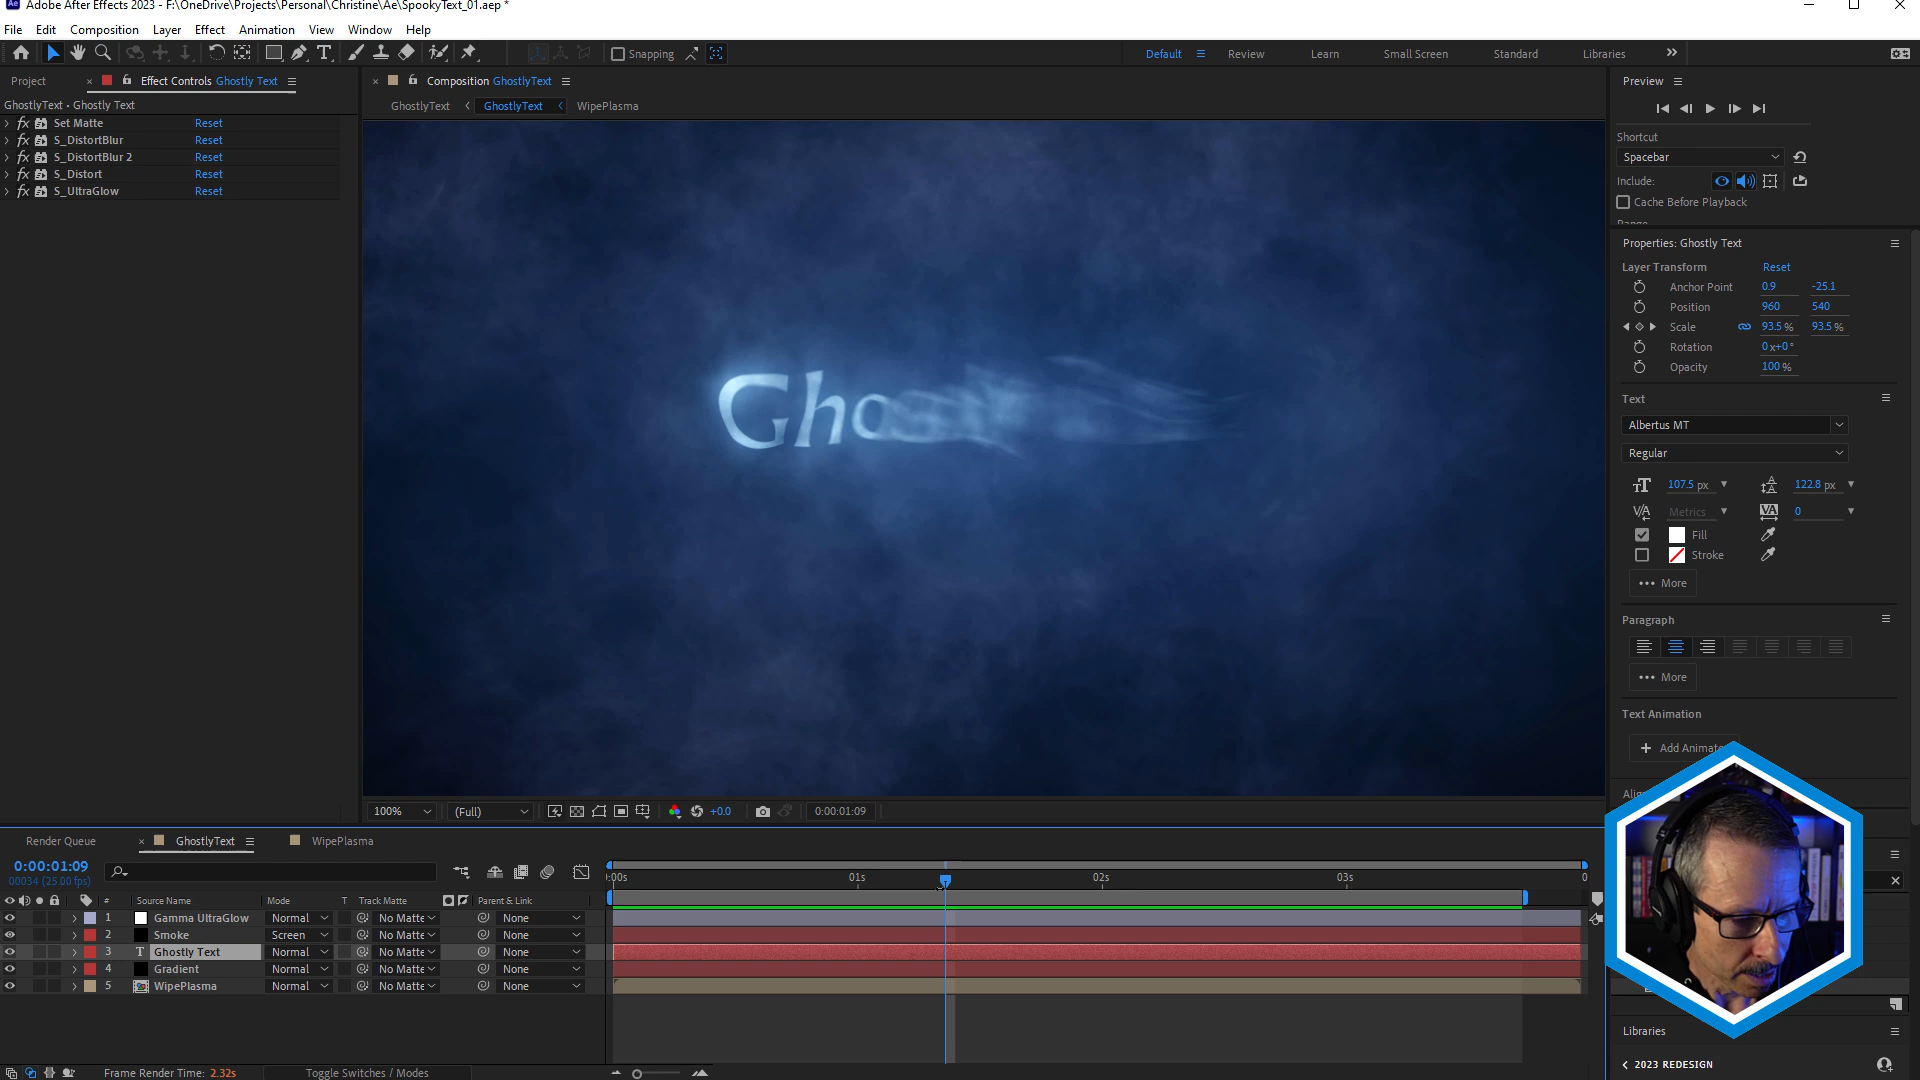 Adobe After Effects 2023 - F:\OneDrive\Projects\Personal\Christine\Ae\SpookyText_01.aep *
File Edit Composition Layer Effect Animation View Window Help
Snapping
Default Review Learn Small Screen Standard Libraries
Project Effect Controls Ghostly Text
GhostlyText • Ghostly Text
fx Set Matte Reset
fx S_DistortBlur Reset
fx S_DistortBlur 2 Reset
fx S_Distort Reset
fx S_UltraGlow Reset
Composition GhostlyText
GhostlyText GhostlyText WipePlasma
Gho
100% (Full) +0.0 0:00:01:09
Preview
Shortcut
Spacebar
Include:
Cache Before Playback
Range
Properties: Ghostly Text
Layer Transform Reset
Anchor Point 0.9 -25.1
Position 960 540
Scale 93.5 % 93.5 %
Rotation 0 x+0 °
Opacity 100 %
Text
Albertus MT
Regular
107.5 px 122.8 px
Metrics 0
Fill
Stroke
More
Paragraph
More
Text Animation
Add Animate
Libraries
2023 REDESIGN
Render Queue GhostlyText WipePlasma
0:00:01:09
00034 (25.00 fps)
:00s 01s 02s 03s 0
# Source Name Mode T Track Matte Parent & Link
1 Gamma UltraGlow Normal No Matte None
2 Smoke Screen No Matte None
3 T Ghostly Text Normal No Matte None
4 Gradient Normal No Matte None
5 WipePlasma Normal No Matte None
Frame Render Time: 2.32s Toggle Switches / Modes